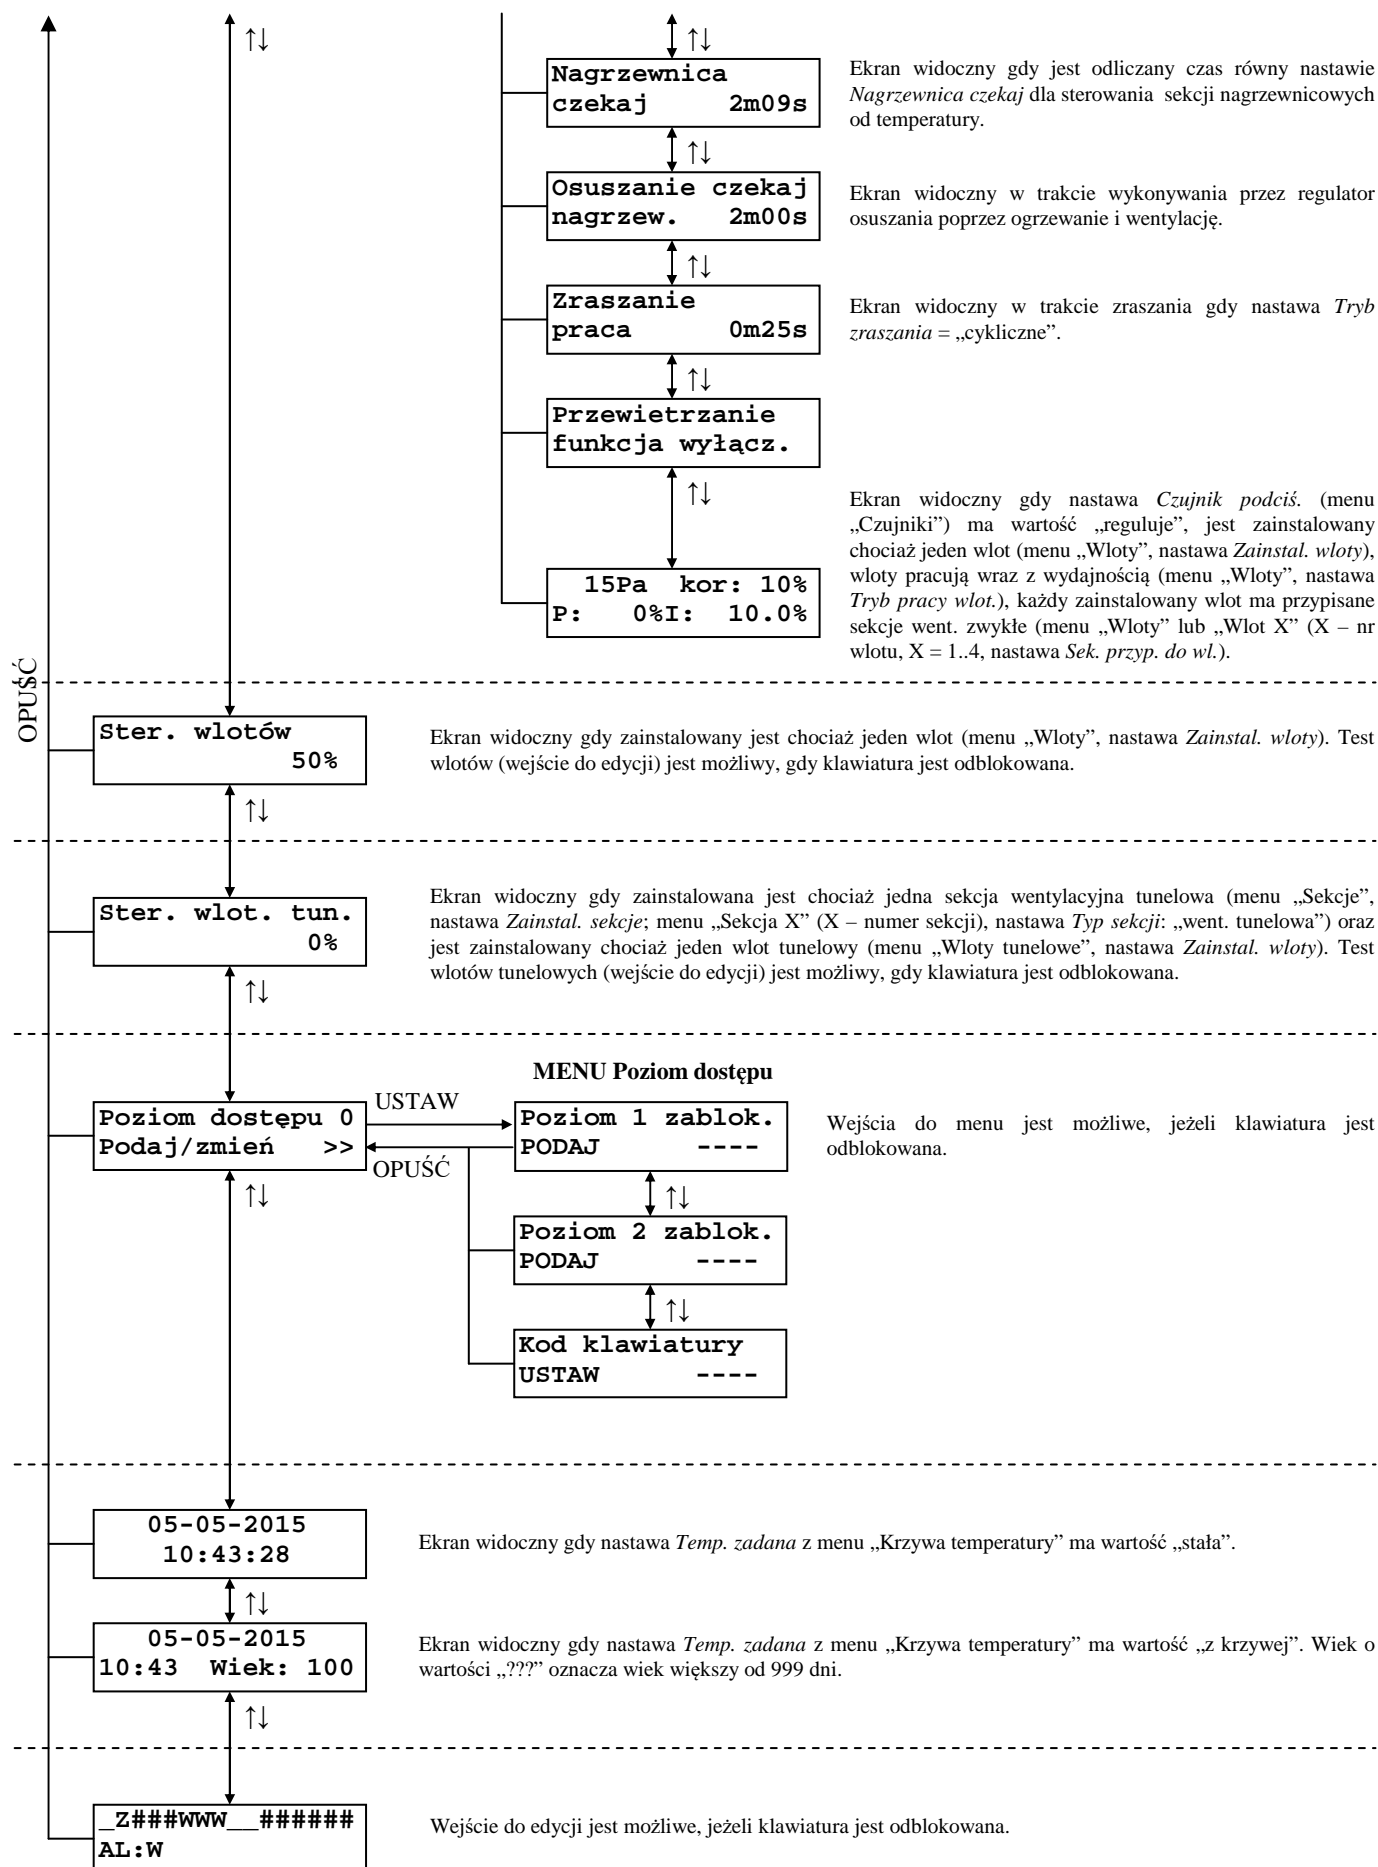 ↑↓
↑↓
Nagrzewnica
czekaj 2m09s
Ekran widoczny gdy jest odliczany czas równy nastawie
Nagrzewnica czekaj dla sterowania sekcji nagrzewnicowych
od temperatury.
↑↓
Osuszanie czekaj
nagrzew. 2m00s
Ekran widoczny w trakcie wykonywania przez regulator
osuszania poprzez ogrzewanie i wentylację.
↑↓
Zraszanie
praca 0m25s
Ekran widoczny w trakcie zraszania gdy nastawa Tryb
zraszania = „cykliczne”.
↑↓
Przewietrzanie
funkcja wyłącz.
↑↓
15Pa kor: 10%
P: 0%I: 10.0%
Ekran widoczny gdy nastawa Czujnik podciś. (menu
„Czujniki”) ma wartość „reguluje”, jest zainstalowany
chociaż jeden wlot (menu „Wloty”, nastawa Zainstal. wloty),
wloty pracują wraz z wydajnością (menu „Wloty”, nastawa
Tryb pracy wlot.), każdy zainstalowany wlot ma przypisane
sekcje went. zwykłe (menu „Wloty” lub „Wlot X” (X – nr
wlotu, X = 1..4, nastawa Sek. przyp. do wl.).
OPUŚĆ
Ster. wlotów
50%
Ekran widoczny gdy zainstalowany jest chociaż jeden wlot (menu „Wloty”, nastawa Zainstal. wloty). Test
wlotów (wejście do edycji) jest możliwy, gdy klawiatura jest odblokowana.
↑↓
Ster. wlot. tun.
0%
Ekran widoczny gdy zainstalowana jest chociaż jedna sekcja wentylacyjna tunelowa (menu „Sekcje”,
nastawa Zainstal. sekcje; menu „Sekcja X” (X – numer sekcji), nastawa Typ sekcji: „went. tunelowa”) oraz
jest zainstalowany chociaż jeden wlot tunelowy (menu „Wloty tunelowe”, nastawa Zainstal. wloty). Test
wlotów tunelowych (wejście do edycji) jest możliwy, gdy klawiatura jest odblokowana.
↑↓
MENU Poziom dostępu
Poziom dostępu 0
Podaj/zmień >>
USTAW
OPUŚĆ
Poziom 1 zablok.
PODAJ ----
Wejścia do menu jest możliwe, jeżeli klawiatura jest
odblokowana.
↑↓
↑↓
Poziom 2 zablok.
PODAJ ----
↑↓
Kod klawiatury
USTAW ----
05-05-2015
10:43:28
Ekran widoczny gdy nastawa Temp. zadana z menu „Krzywa temperatury” ma wartość „stała”.
↑↓
05-05-2015
10:43 Wiek: 100
Ekran widoczny gdy nastawa Temp. zadana z menu „Krzywa temperatury” ma wartość „z krzywej”. Wiek o
wartości „???” oznacza wiek większy od 999 dni.
↑↓
_Z###WWW__######
AL:W
Wejście do edycji jest możliwe, jeżeli klawiatura jest odblokowana.